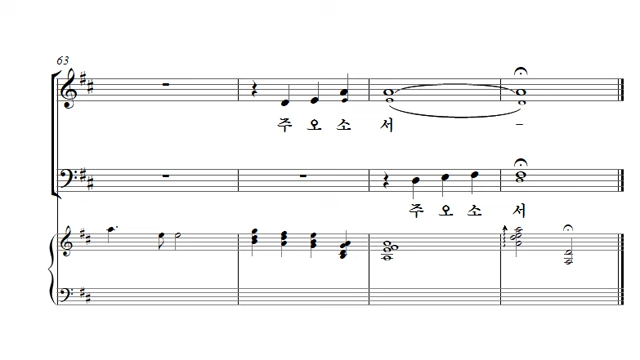 63
주 오 소 서 -
주 오 소 서